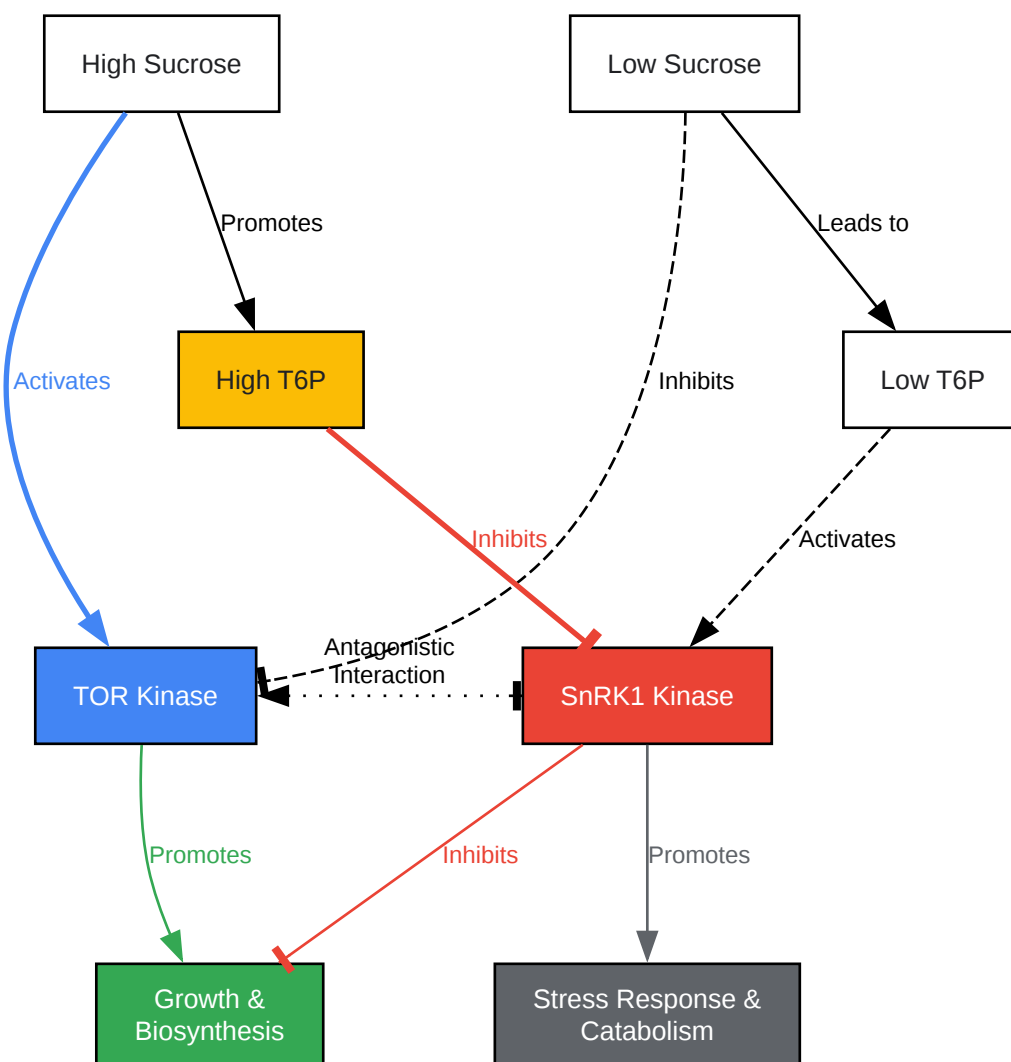 High Sucrose
Low Sucrose
Promotes
Leads to
Activates
High T6P
Inhibits
Low T6P
Inhibits
Activates
Antagonistic
Interaction
TOR Kinase
SnRK1 Kinase
Promotes
Inhibits
Promotes
Growth &
Biosynthesis
Stress Response &
Catabolism